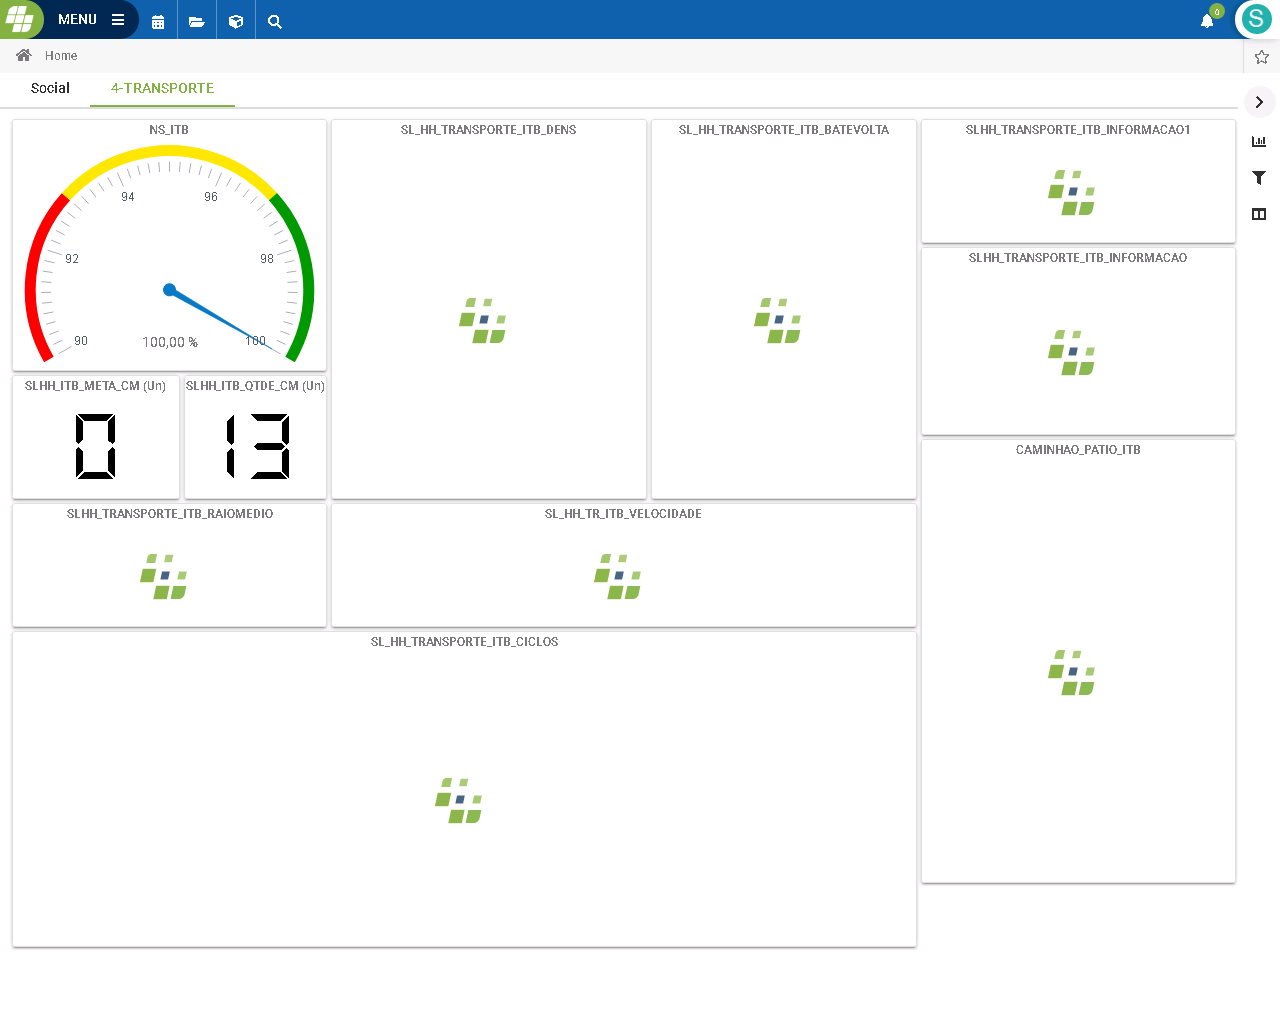 MENU
0
S
Home
Social
4-TRANSPORTE
NS_ITB
90
92
94
96
98
100
100,00 %
SL_HH_TRANSPORTE_ITB_DENS
SL_HH_TRANSPORTE_ITB_BATEVOLTA
SLHH_TRANSPORTE_ITB_INFORMACAO1
SLHH_TRANSPORTE_ITB_INFORMACAO
SLHH_ITB_META_CM (Un)
0
SLHH_ITB_QTDE_CM (Un)
13
CAMINHAO_PATIO_ITB
SLHH_TRANSPORTE_ITB_RAIOMEDIO
SL_HH_TR_ITB_VELOCIDADE
SL_HH_TRANSPORTE_ITB_CICLOS